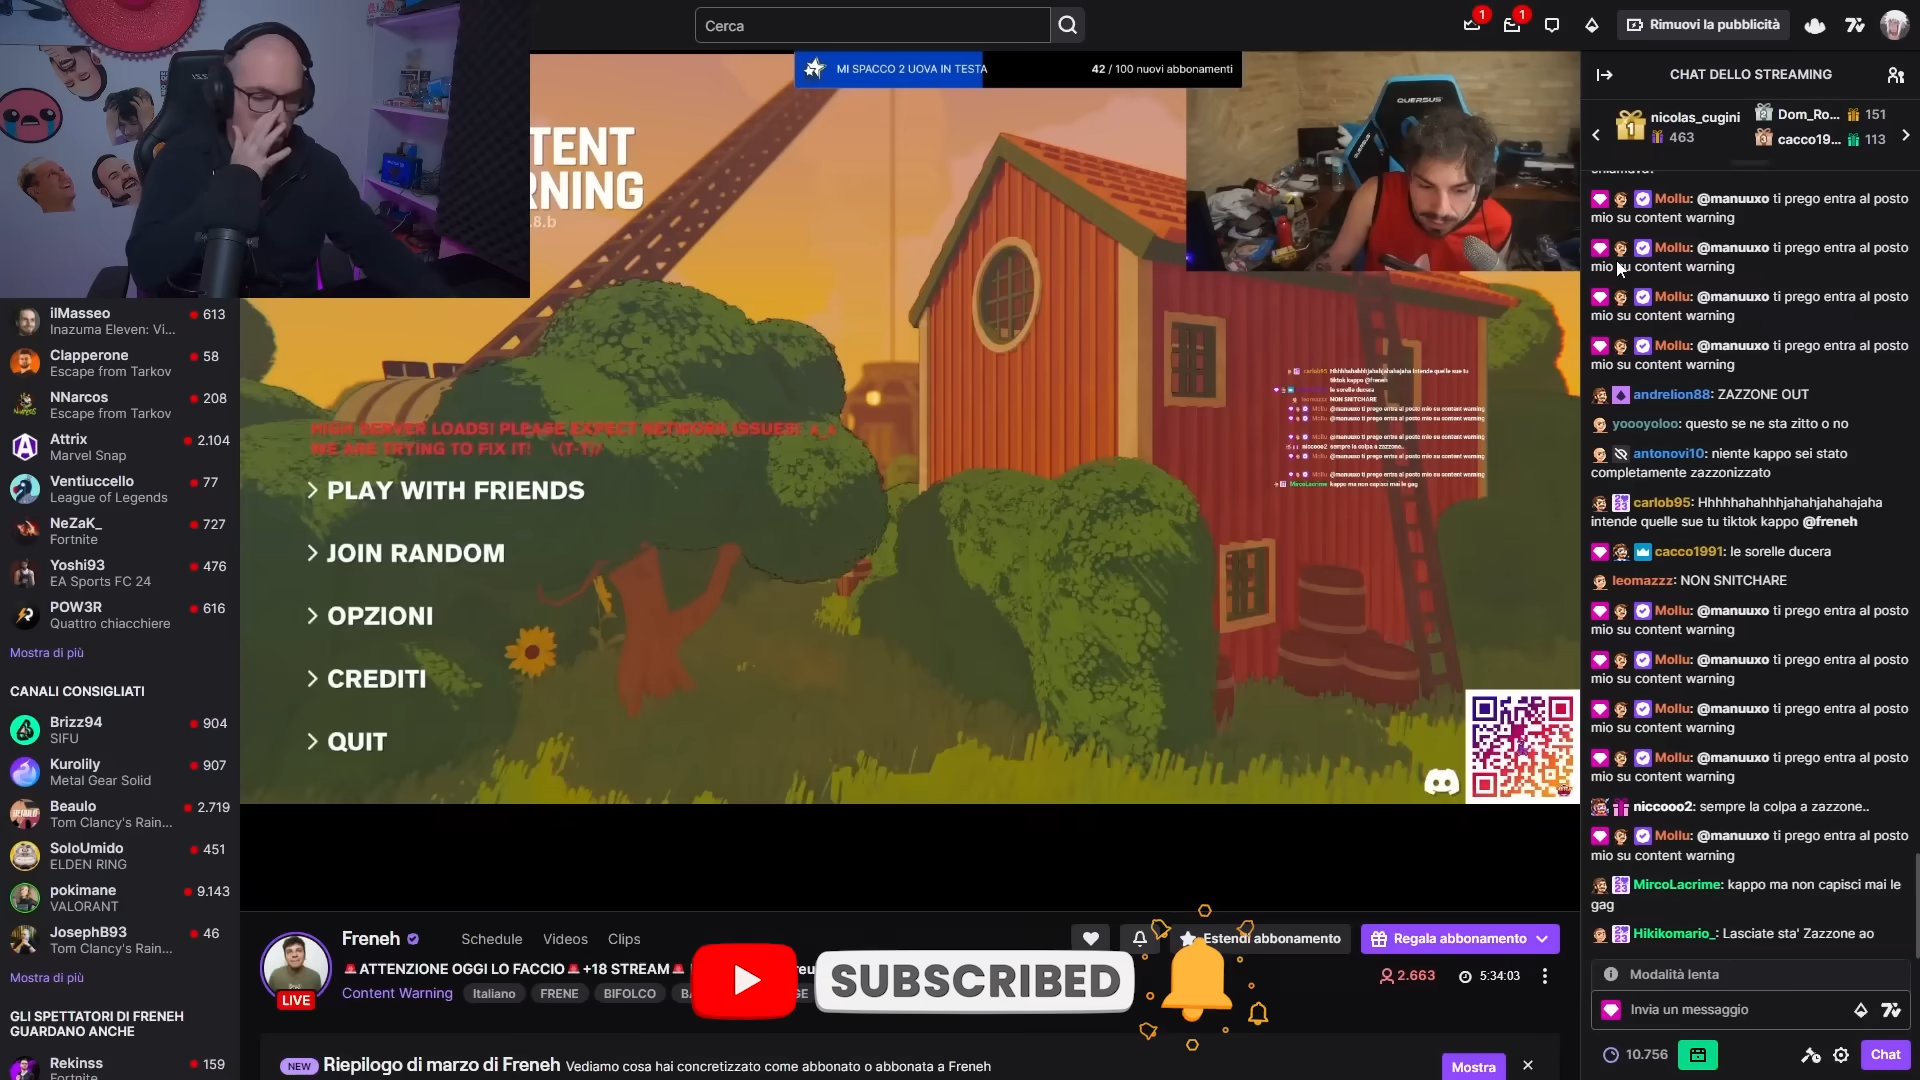 Cerca
1
1
Rimuovi la pubblicità
MI SPACCO 2 UOVA IN TESTA
42 / 100 nuovi abbonamenti
CHAT DELLO STREAMING
1
nicolas_cugini
463
2
Dom_Ro...
151
3
cacco19...
113
Mollu: @manuuxo ti prego entra al posto
mio su content warning
Mollu: @manuuxo ti prego entra al posto
mio su content warning
Mollu: @manuuxo ti prego entra al posto
mio su content warning
Mollu: @manuuxo ti prego entra al posto
mio su content warning
andrelion88: ZAZZONE OUT
yoooyoloo: questo se ne sta zitto o no
antonovi10: niente kappo sei stato
completamente zazzonizzato
carlob95: Hhhhhahahhhjahahjahahajaha
intende quelle sue tu tiktok kappo @freneh
cacco1991: le sorelle ducera
leomazzz: NON SNITCHARE
Mollu: @manuuxo ti prego entra al posto
mio su content warning
Mollu: @manuuxo ti prego entra al posto
mio su content warning
Mollu: @manuuxo ti prego entra al posto
mio su content warning
Mollu: @manuuxo ti prego entra al posto
mio su content warning
niccooo2: sempre la colpa a zazzone..
Mollu: @manuuxo ti prego entra al posto
mio su content warning
MircoLacrime: kappo ma non capisci mai le
gag
Hikikomario_: Lasciate sta' Zazzone ao
Modalità lenta
Invia un messaggio
10.756
Chat
QUERSUS
TENT
RNING
.8.b
HIGH SERVER LOADS! PLEASE EXPECT NETWORK ISSUES!
WE ARE TRYING TO FIX IT! \(T-T)/
> PLAY WITH FRIENDS
> JOIN RANDOM
> OPZIONI
> CREDITI
> QUIT
ilMasseo
613
Inazuma Eleven: Vi...
Clapperone
58
Escape from Tarkov
NNarcos
208
Escape from Tarkov
Attrix
2.104
Marvel Snap
Ventiuccello
77
League of Legends
NeZaK_
727
Fortnite
Yoshi93
476
EA Sports FC 24
POW3R
616
Quattro chiacchiere
Mostra di più
CANALI CONSIGLIATI
Brizz94
904
SIFU
Kurolily
907
Metal Gear Solid
Beaulo
2.719
Tom Clancy's Rain...
SoloUmido
451
ELDEN RING
pokimane
9.143
VALORANT
JosephB93
46
Tom Clancy's Rain...
Mostra di più
GLI SPETTATORI DI FRENEH
GUARDANO ANCHE
Rekinss
159
Fortnite
LIVE
Freneh
Schedule
Videos
Clips
Estendi abbonamento
Regala abbonamento
ATTENZIONE OGGI LO FACCIO
+18 STREAM
Content Warning
Italiano
FRENE
BIFOLCO
SUBSCRIBED
2.663
5:34:03
NEW
Riepilogo di marzo di Freneh Vediamo cosa hai concretizzato come abbonato o abbonata a Freneh
Mostra